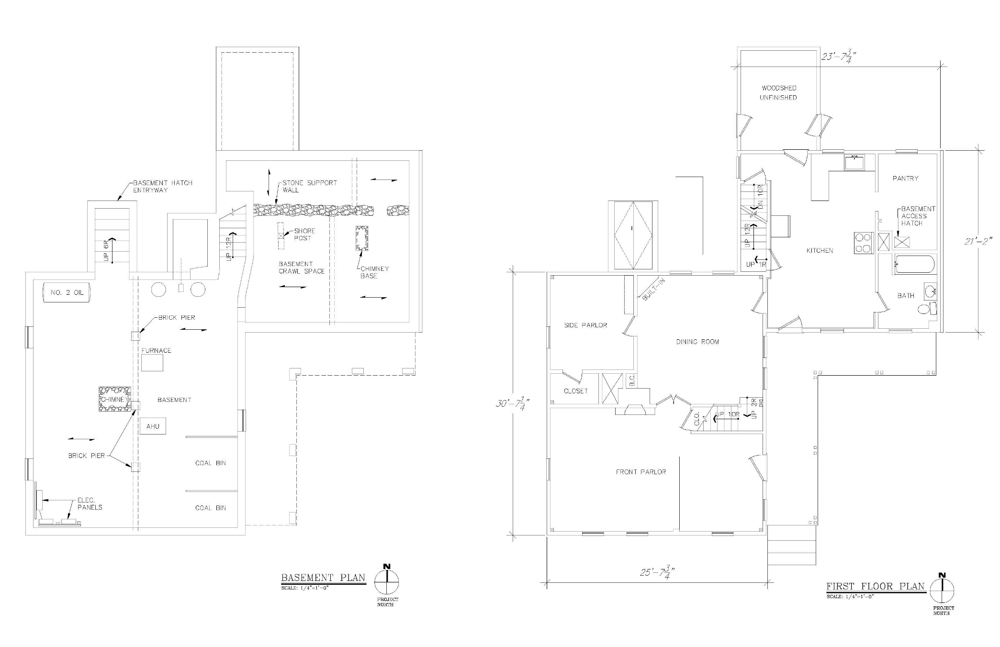 BASEMENT HATCH
ENTRYWAY
STONE SUPPORT
WALL
UP 6R
UP 12R
SHORE
POST
BASEMENT
CRAWL SPACE
CHIMNEY
BASE
NO. 2 OIL
BRICK PIER
FURNACE
CHIMNEY
BASEMENT
AHU
BRICK PIER
COAL BIN
ELEC.
PANELS
COAL BIN
BASEMENT PLAN
SCALE: 1/4"=1'-0"
N
PROJECT
NORTH
23'-7 3/4"
WOODSHED
UNFINISHED
PANTRY
DN 10R
BASEMENT
ACCESS
HATCH
UP 12R
21'-2"
KITCHEN
UP 1R
BUILT-IN
BATH
SIDE PARLOR
DINING ROOM
B.C.
CLOSET
30'-7 1/4"
CLO.
UP 10R
UP 2R
FRONT PARLOR
25'-7 3/4"
FIRST FLOOR PLAN
SCALE: 1/4"=1'-0"
N
PROJECT
NORTH